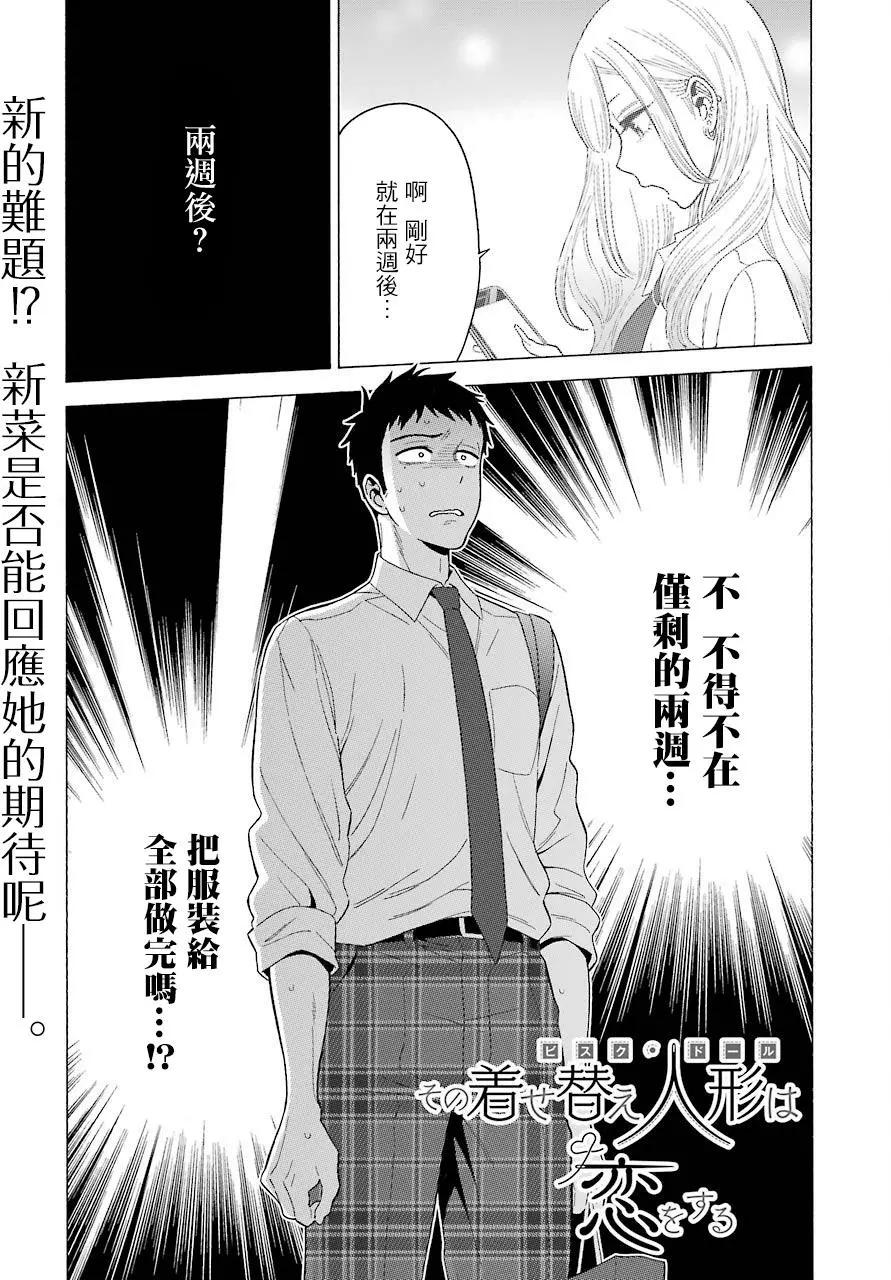 啊 剛好
就在兩週後…
兩週後？
不 不得不在
僅剩的兩週…
把服裝給
全部做完嗎…!?
ビスク・ドール
その着せ替え人形は
恋をする
新的難題!? 新菜是否能回應她的期待呢——。